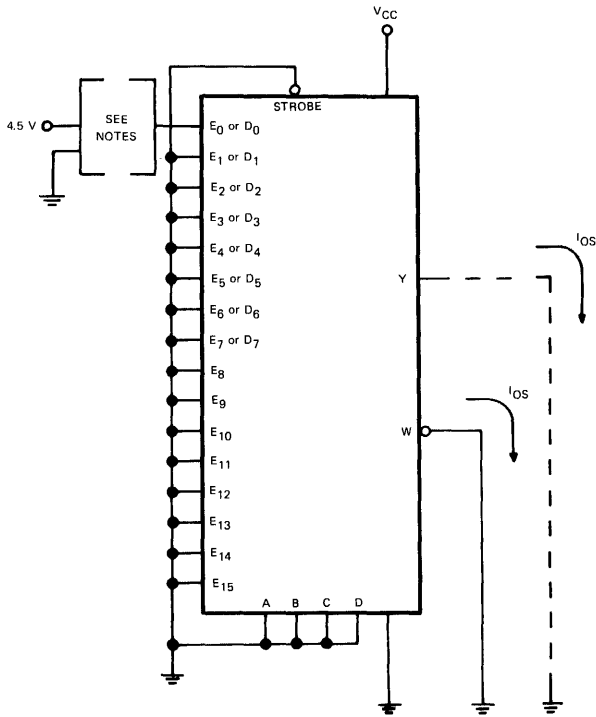 VCC
STROBE
4.5 V
SEE
NOTES
E0 or D0
E1 or D1
E2 or D2
E3 or D3
E4 or D4
E5 or D5
E6 or D6
E7 or D7
E8
E9
E10
E11
E12
E13
E14
E15
Y
IOS
W
IOS
A B C D